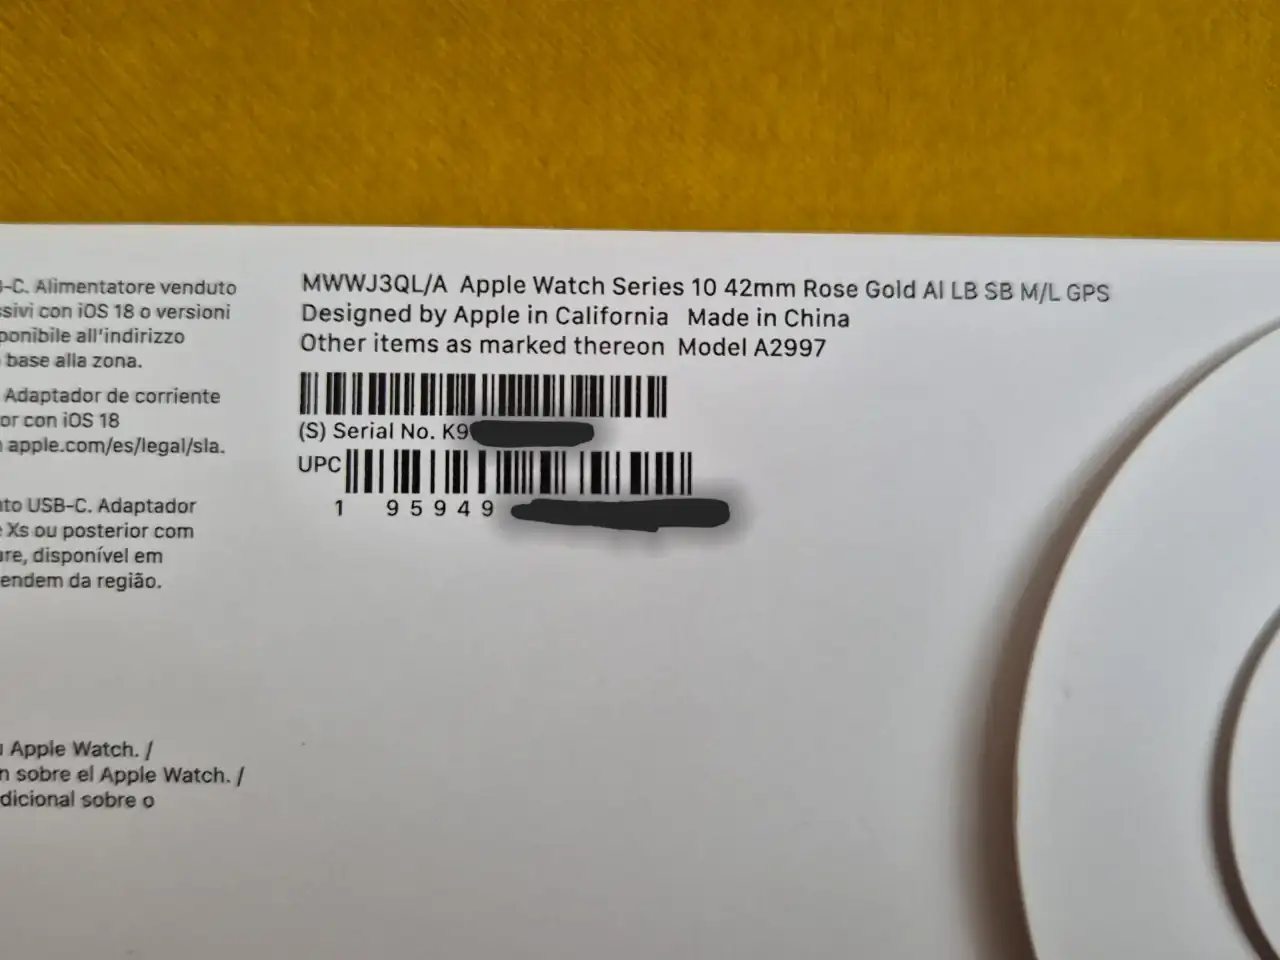 -C. Alimentatore venduto
ssivi con iOS 18 o versioni
ponibile all'indirizzo
base alla zona.
Adaptador de corriente
or con iOS 18
apple.com/es/legal/sla.
nto USB-C. Adaptador
Xs ou posterior com
are, disponível em
endem da região.
Apple Watch. /
n sobre el Apple Watch. /
dicional sobre o
MWWJ3QL/A Apple Watch Series 10 42mm Rose Gold Al LB SB M/L GPS
Designed by Apple in California Made in China
Other items as marked thereon Model A2997
(S) Serial No. K9
UPC
1 95949